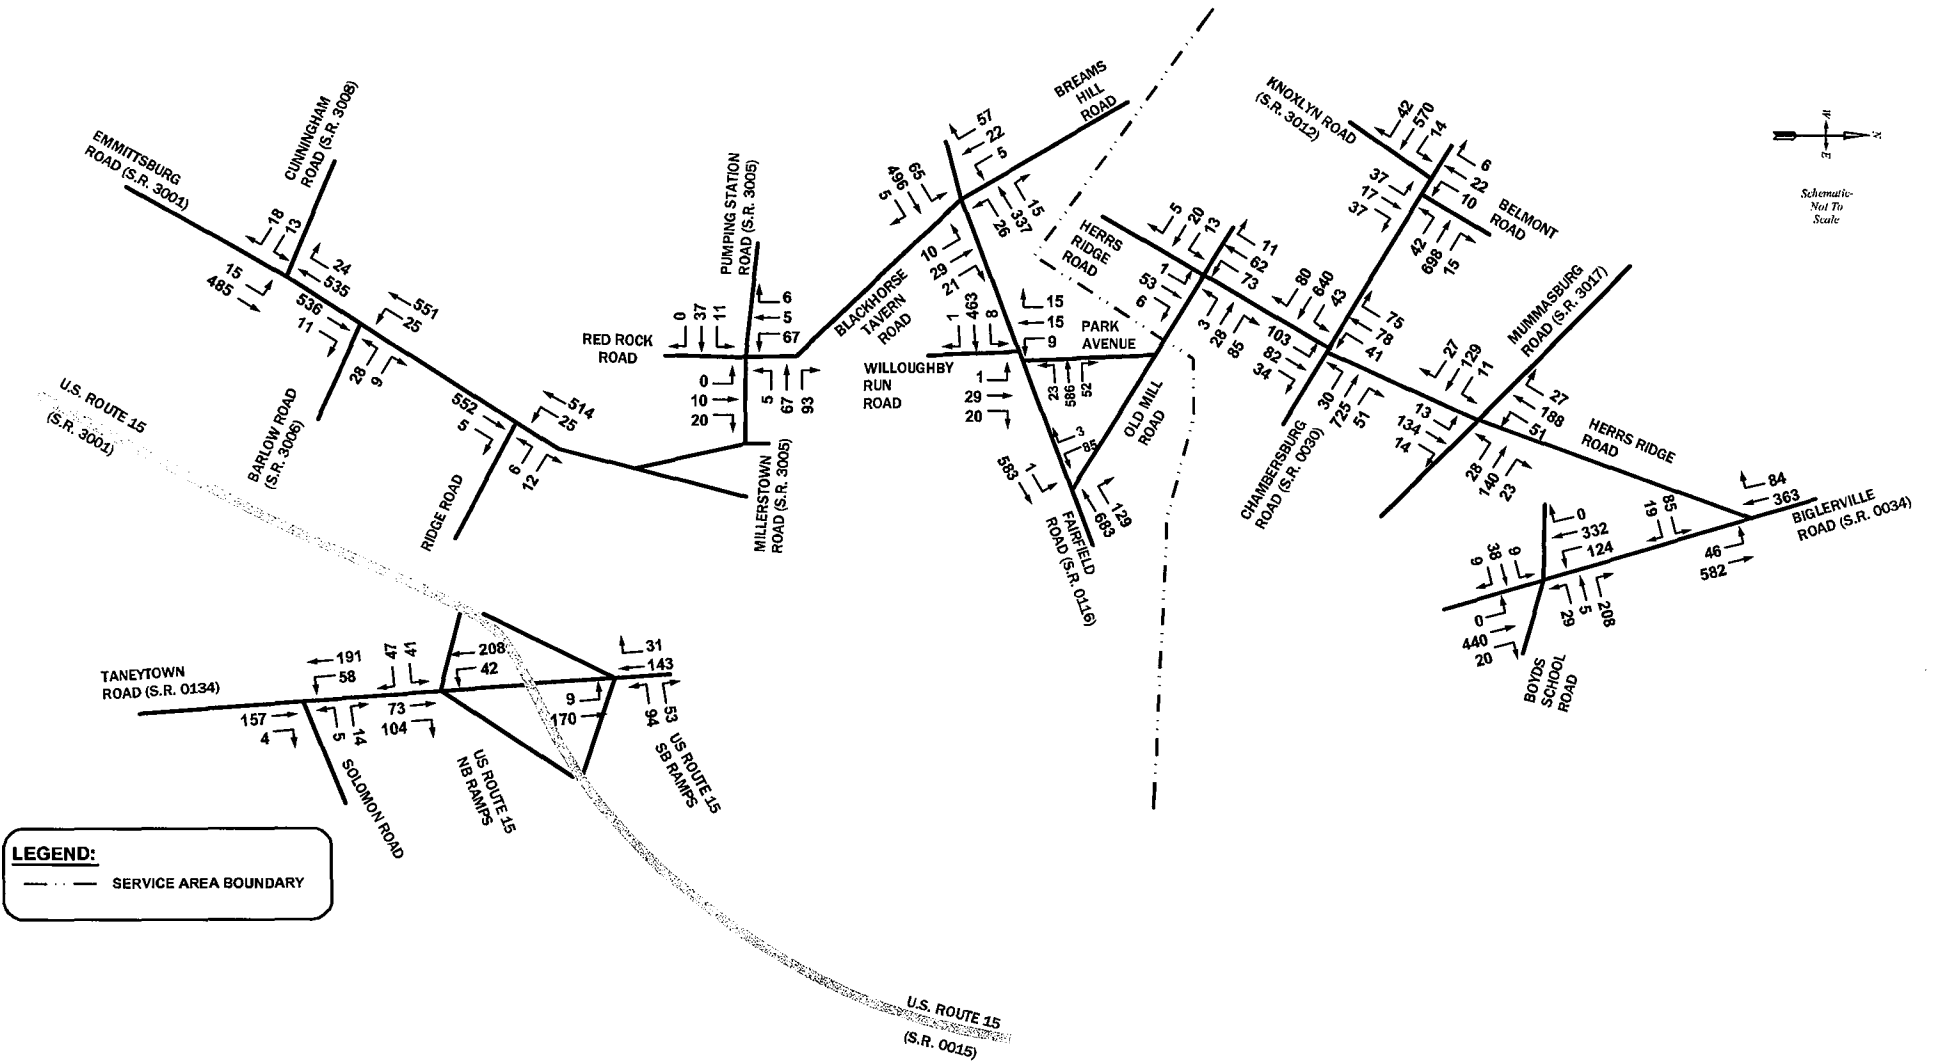 EMMITTSBURG
ROAD (S.R. 3001)
CUNNINGHAM
ROAD (S.R. 3008)
18
13
24
535
15
485
536
11
551
25
28
9
BARLOW ROAD
(S.R. 3006)
U.S. ROUTE 15
(S.R. 3001)
552
5
514
25
6
12
RIDGE ROAD
PUMPING STATION
ROAD (S.R. 3005)
RED ROCK
ROAD
0
37
11
6
5
67
0
10
20
5
67
93
MILLERSTOWN
ROAD (S.R. 3005)
BLACKHORSE
TAVERN
ROAD
BREAMS
HILL
ROAD
57
22
5
65
496
5
15
337
26
10
29
21
WILLOUGHBY
RUN
ROAD
1
463
8
15
15
9
1
29
20
23
586
52
PARK
AVENUE
3
85
583
1
129
683
FAIRFIELD
ROAD (S.R. 0116)
OLD MILL
ROAD
HERRS
RIDGE
ROAD
5
20
13
11
62
73
1
53
6
3
28
85
KNOXLYN ROAD
(S.R. 3012)
42
570
14
6
22
10
37
17
37
42
698
15
BELMONT
ROAD
80
640
43
75
78
41
103
82
34
30
725
51
CHAMBERSBURG
ROAD (S.R. 0030)
MUMMASBURG
ROAD (S.R. 3017)
27
129
11
27
188
51
13
134
14
28
140
23
HERRS RIDGE
ROAD
84
363
BIGLERVILLE
ROAD (S.R. 0034)
85
19
46
582
0
332
124
9
38
9
0
440
20
29
5
208
BOYDS
SCHOOL
ROAD
W
N
E
Schematic-
Not To
Scale
TANEYTOWN
ROAD (S.R. 0134)
191
58
47
41
208
42
31
143
157
4
5
14
73
104
9
170
94
53
SOLOMON ROAD
US ROUTE 15
NB RAMPS
US ROUTE 15
SB RAMPS
LEGEND:
SERVICE AREA BOUNDARY
U.S. ROUTE 15
(S.R. 0015)